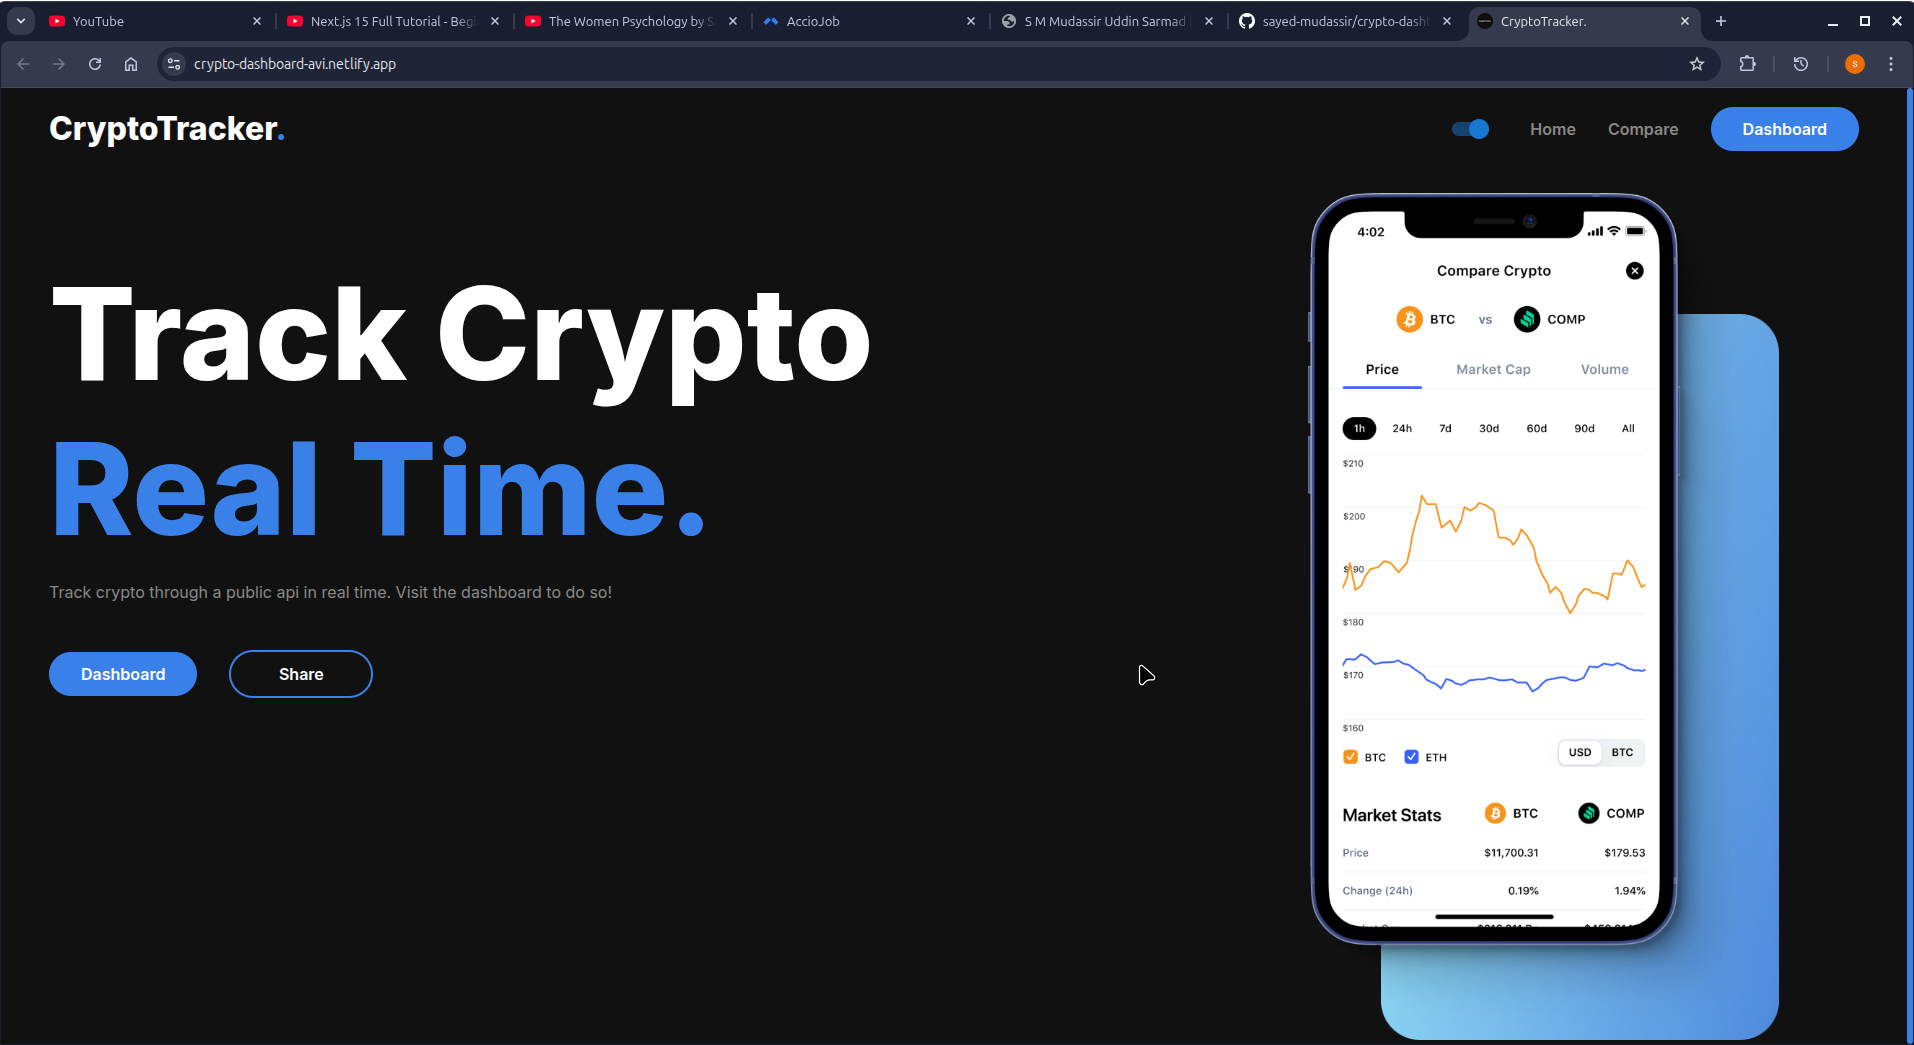 YouTube
Next.js 15 Full Tutorial - Begi
The Women Psychology by S
AccioJob
S M Mudassir Uddin Sarmad
sayed-mudassir/crypto-dash
CryptoTracker.
crypto-dashboard-avi.netlify.app
S
CryptoTracker.
Home
Compare
Dashboard
Track Crypto
Real Time.
Track crypto through a public api in real time. Visit the dashboard to do so!
Dashboard
Share
4:02
Compare Crypto
BTC vs COMP
Price Market Cap Volume
1h 24h 7d 30d 60d 90d All
$210
$200
$190
$180
$170
$160
BTC ETH USD BTC
Market Stats BTC COMP
Price $11,700.31 $179.53
Change (24h) 0.19% 1.94%